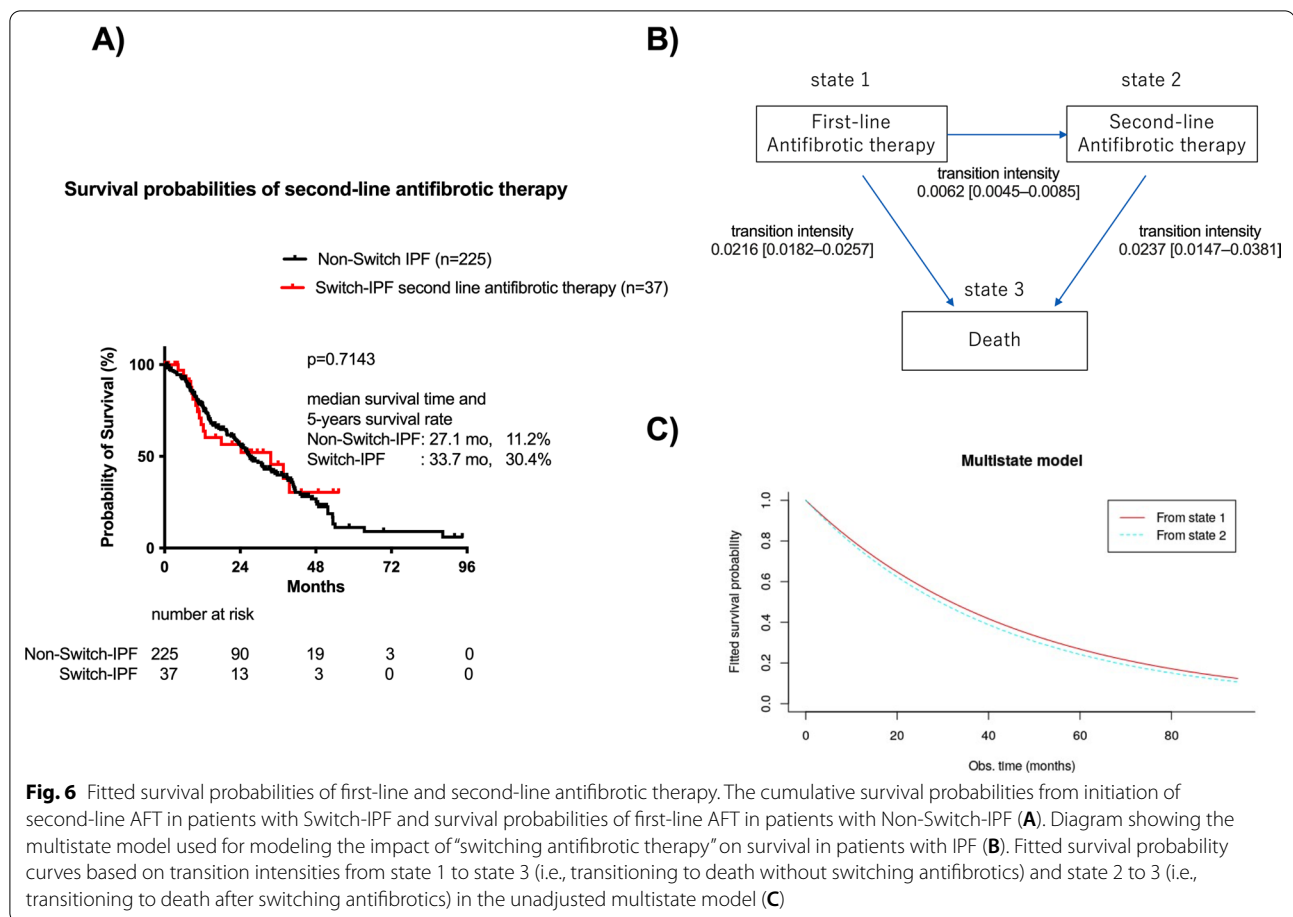 A)
Survival probabilities of second-line antifibrotic therapy
Non-Switch IPF (n=225)
Switch-IPF second line antifibrotic therapy (n=37)
Probability of Survival (%)
100
50
0
p=0.7143
median survival time and
5-years survival rate
Non-Switch-IPF: 27.1 mo, 11.2%
Switch-IPF : 33.7 mo, 30.4%
0 24 48 72 96
Months
number at risk
Non-Switch-IPF 225 90 19 3 0
Switch-IPF 37 13 3 0 0
B)
state 1
state 2
First-line
Antifibrotic therapy
Second-line
Antifibrotic therapy
transition intensity
0.0062 [0.0045–0.0085]
transition intensity
0.0216 [0.0182–0.0257]
transition intensity
0.0237 [0.0147–0.0381]
state 3
Death
C)
Multistate model
Fitted survival probability
1.0
0.8
0.6
0.4
0.2
0.0
From state 1
From state 2
0 20 40 60 80
Obs. time (months)
Fig. 6 Fitted survival probabilities of first-line and second-line antifibrotic therapy. The cumulative survival probabilities from initiation of
second-line AFT in patients with Switch-IPF and survival probabilities of first-line AFT in patients with Non-Switch-IPF (A). Diagram showing the
multistate model used for modeling the impact of “switching antifibrotic therapy” on survival in patients with IPF (B). Fitted survival probability
curves based on transition intensities from state 1 to state 3 (i.e., transitioning to death without switching antifibrotics) and state 2 to 3 (i.e.,
transitioning to death after switching antifibrotics) in the unadjusted multistate model (C)